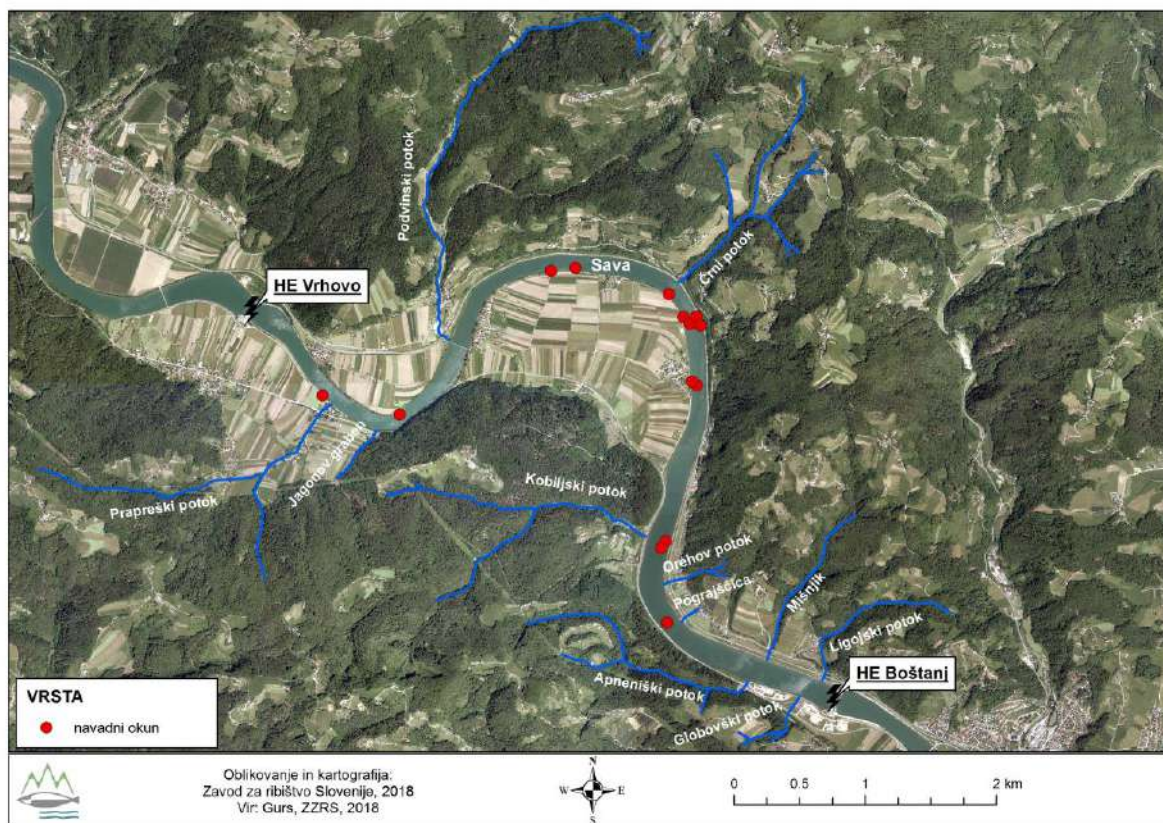 Podvinski potok
Črni potok
Sava
HE Vrhovo
Jagonov graben
Prapreški potok
Kobiljski potok
Orehov potok
Pograjščica
Mišnjik
Ligojski potok
HE Boštanj
Apneniški potok
Globovški potok
VRSTA
navadni okun
Oblikovanje in kartografija:
Zavod za ribištvo Slovenije, 2018
Vir: Gurs, ZZRS, 2018
N
W E
S
0 0.5 1 2 km